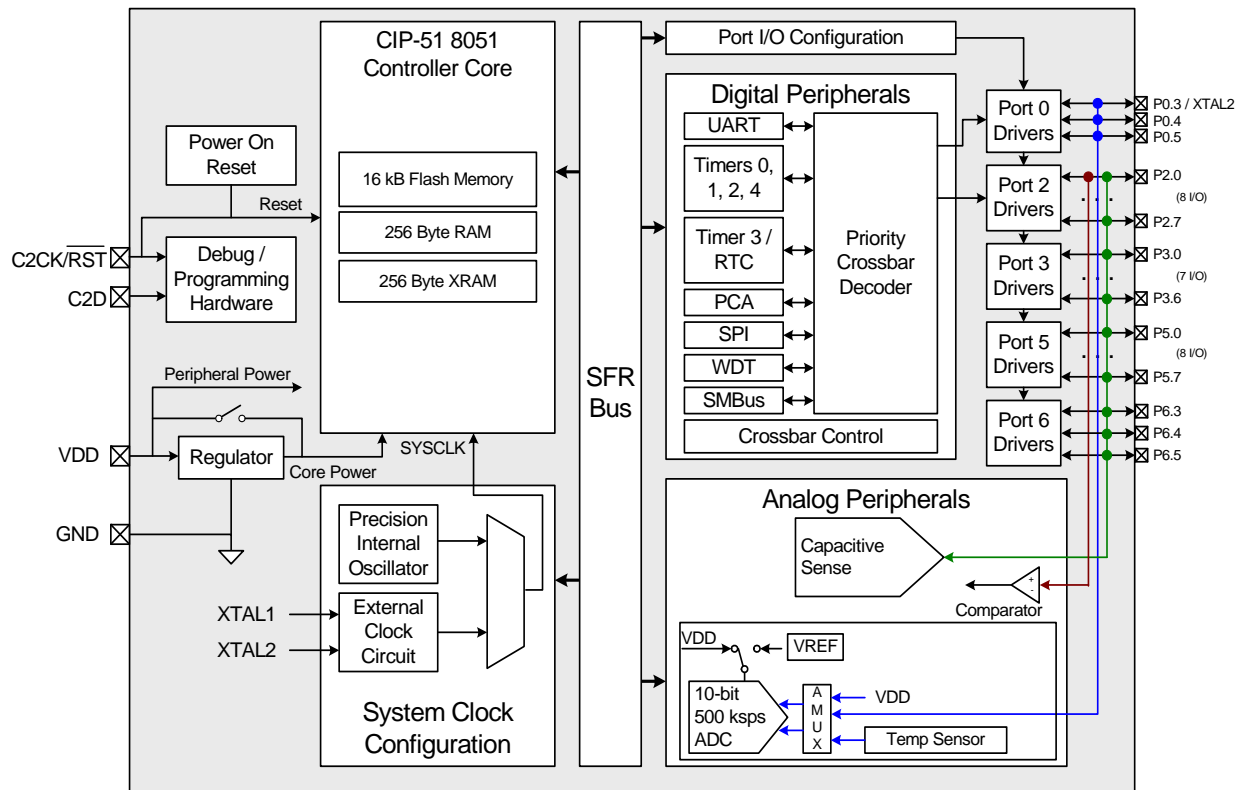 CIP-51 8051
Controller Core
16 kB Flash Memory
256 Byte RAM
256 Byte XRAM
Power On
Reset
Reset
C2CK/RST
Debug /
Programming
Hardware
C2D
Peripheral Power
VDD
Regulator
Core Power
SYSCLK
GND
Precision
Internal
Oscillator
XTAL1
XTAL2
External
Clock
Circuit
System Clock
Configuration
SFR
Bus
Port I/O Configuration
Digital Peripherals
UART
Timers 0,
1, 2, 4
Timer 3 /
RTC
PCA
SPI
WDT
SMBus
Priority
Crossbar
Decoder
Crossbar Control
Port 0
Drivers
Port 2
Drivers
Port 3
Drivers
Port 5
Drivers
Port 6
Drivers
P0.3 / XTAL2
P0.4
P0.5
P2.0
(8 I/O)
P2.7
P3.0
(7 I/O)
P3.6
P5.0
(8 I/O)
P5.7
P6.3
P6.4
P6.5
Analog Peripherals
Capacitive
Sense
+
-
Comparator
VDD
VREF
10-bit
500 ksps
ADC
A
M
U
X
VDD
Temp Sensor